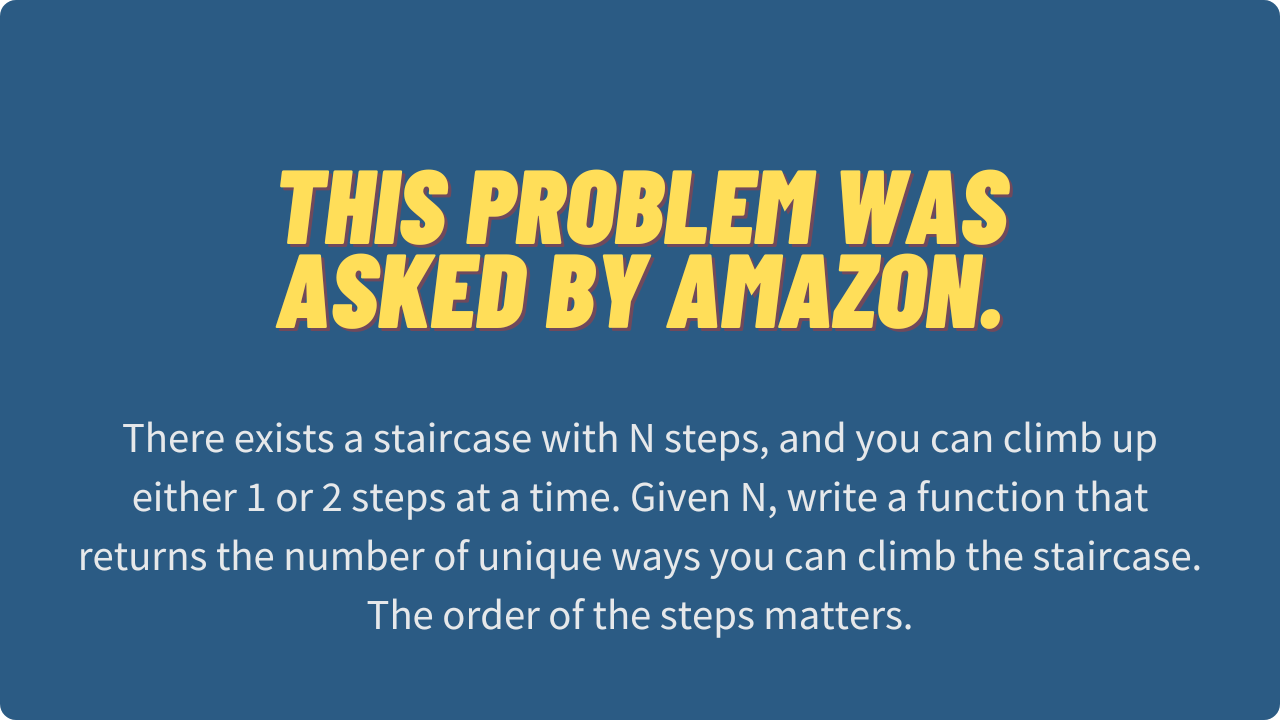 THIS PROBLEM WAS
ASKED BY AMAZON.
There exists a staircase with N steps, and you can climb up
either 1 or 2 steps at a time. Given N, write a function that
returns the number of unique ways you can climb the staircase.
The order of the steps matters.